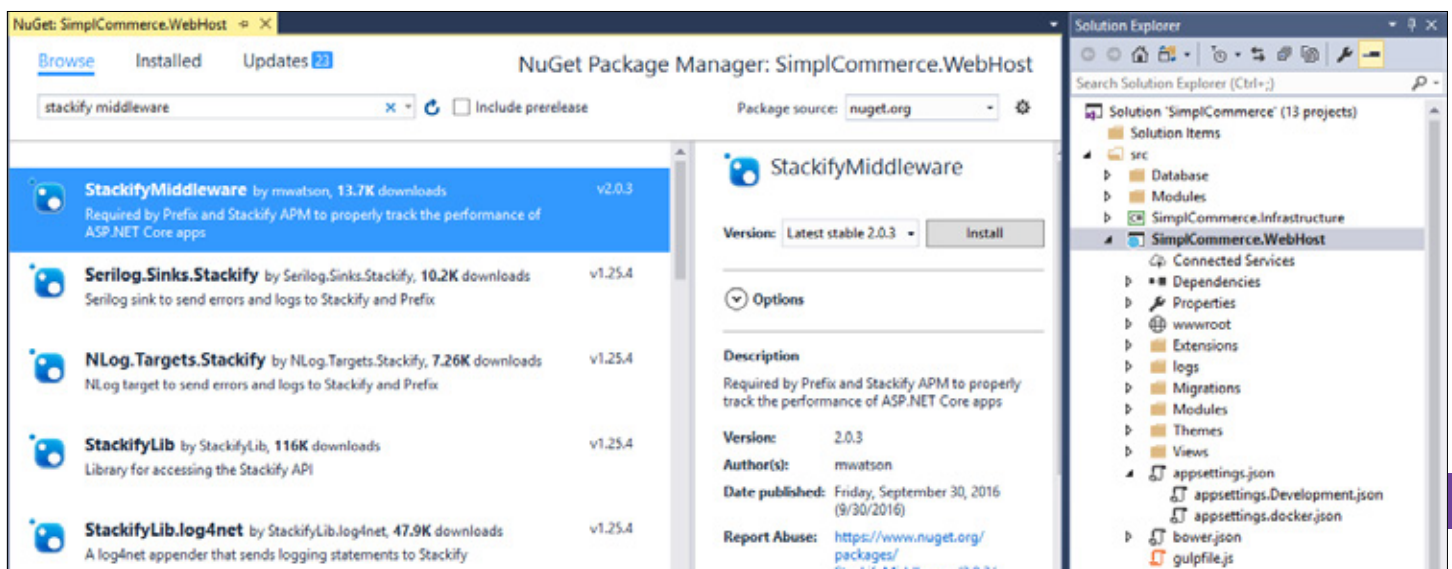 NuGet: SimplCommerce.WebHost
Browse Installed Updates 23
NuGet Package Manager: SimplCommerce.WebHost
stackify middleware
Include prerelease
Package source: nuget.org
StackifyMiddleware by mwatson, 13.7K downloads v2.0.3
Required by Prefix and Stackify APM to properly track the performance of
ASP.NET Core apps
Serilog.Sinks.Stackify by Serilog.Sinks.Stackify, 10.2K downloads v1.25.4
Serilog sink to send errors and logs to Stackify and Prefix
NLog.Targets.Stackify by NLog.Targets.Stackify, 7.26K downloads v1.25.4
NLog target to send errors and logs to Stackify and Prefix
StackifyLib by StackifyLib, 116K downloads v1.25.4
Library for accessing the Stackify API
StackifyLib.log4net by StackifyLib.log4net, 47.9K downloads v1.25.4
A log4net appender that sends logging statements to Stackify
StackifyMiddleware
Version: Latest stable 2.0.3 Install
Options
Description
Required by Prefix and Stackify APM to properly
track the performance of ASP.NET Core apps
Version: 2.0.3
Author(s): mwatson
Date published: Friday, September 30, 2016
(9/30/2016)
Report Abuse: https://www.nuget.org/
packages/
Solution Explorer
Search Solution Explorer (Ctrl+;)
Solution 'SimplCommerce' (13 projects)
Solution Items
src
Database
Modules
C# SimplCommerce.Infrastructure
SimplCommerce.WebHost
Connected Services
Dependencies
Properties
wwwroot
Extensions
logs
Migrations
Modules
Themes
Views
appsettings.json
appsettings.Development.json
appsettings.docker.json
bower.json
gulpfile.js